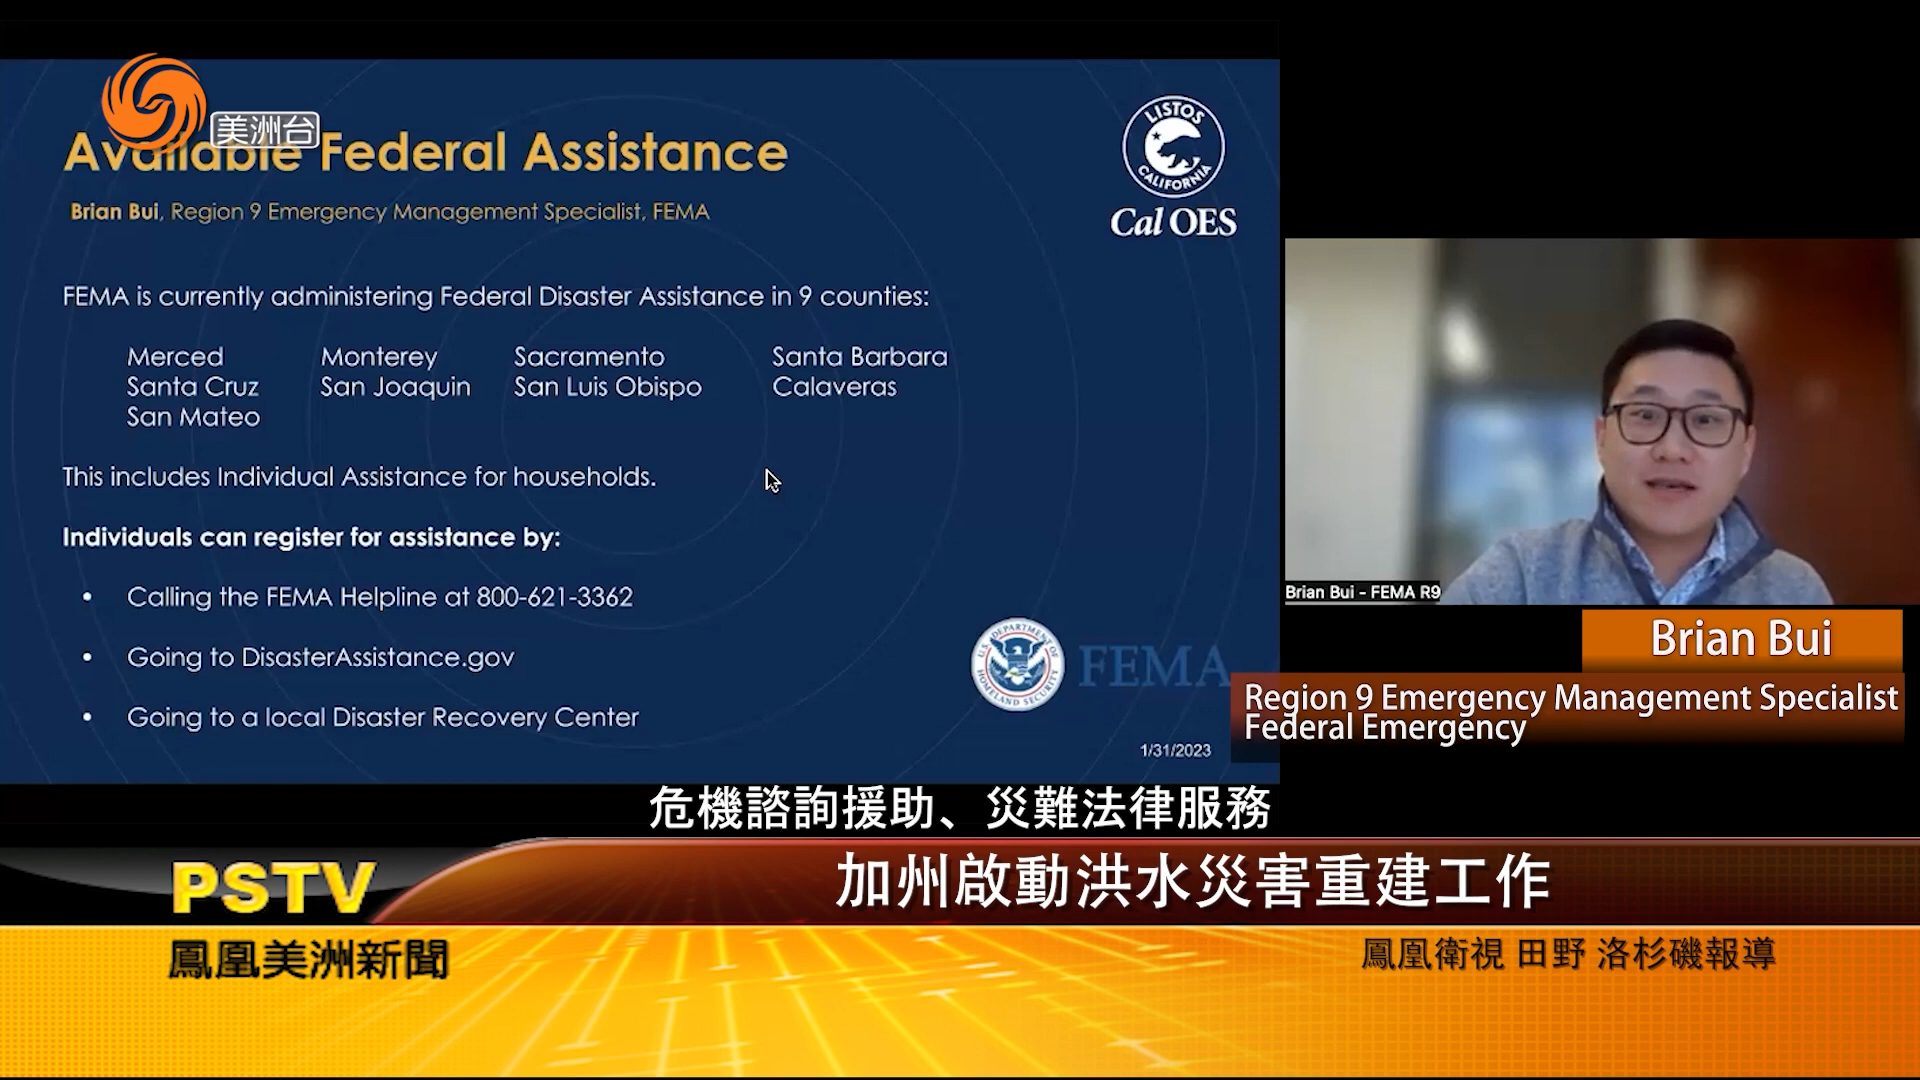 美洲台
Available Federal Assistance
Brian Bui, Region 9 Emergency Management Specialist, FEMA
LISTOS
CALIFORNIA
Cal OES
FEMA is currently administering Federal Disaster Assistance in 9 counties:
Merced Monterey Sacramento Santa Barbara
Santa Cruz San Joaquin San Luis Obispo Calaveras
San Mateo
This includes Individual Assistance for households.
Individuals can register for assistance by:
• Calling the FEMA Helpline at 800-621-3362
• Going to DisasterAssistance.gov
• Going to a local Disaster Recovery Center
U.S. DEPARTMENT OF
HOMELAND SECURITY
FEMA
1/31/2023
Brian Bui - FEMA R9
Brian Bui
Region 9 Emergency Management Specialist
Federal Emergency
危機諮詢援助、災難法律服務
PSTV
加州啟動洪水災害重建工作
鳳凰美洲新聞
鳳凰衛視 田野 洛杉磯報導